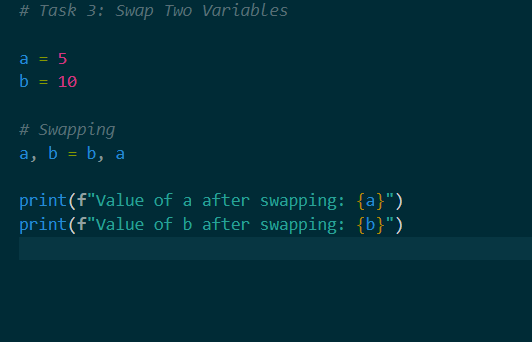 # Task 3: Swap Two Variables
a = 5
b = 10
# Swapping
a, b = b, a
print(f"Value of a after swapping: {a}")
print(f"Value of b after swapping: {b}")